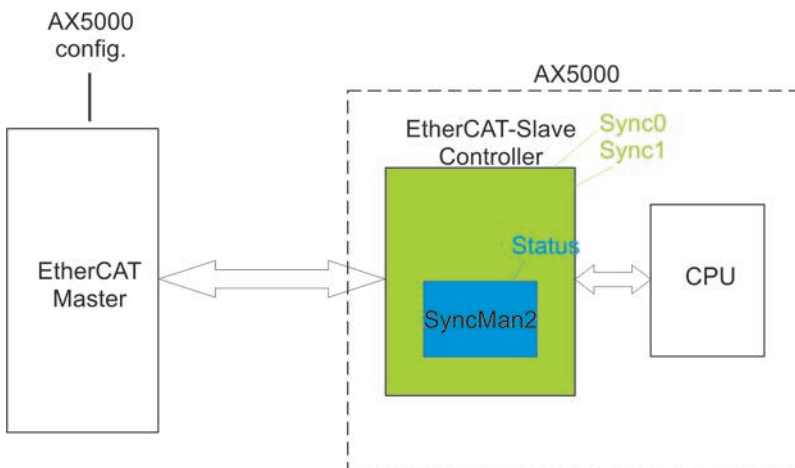 AX5000
config.
AX5000
EtherCAT-Slave
Controller
Sync0
Sync1
Status
EtherCAT
Master
SyncMan2
CPU